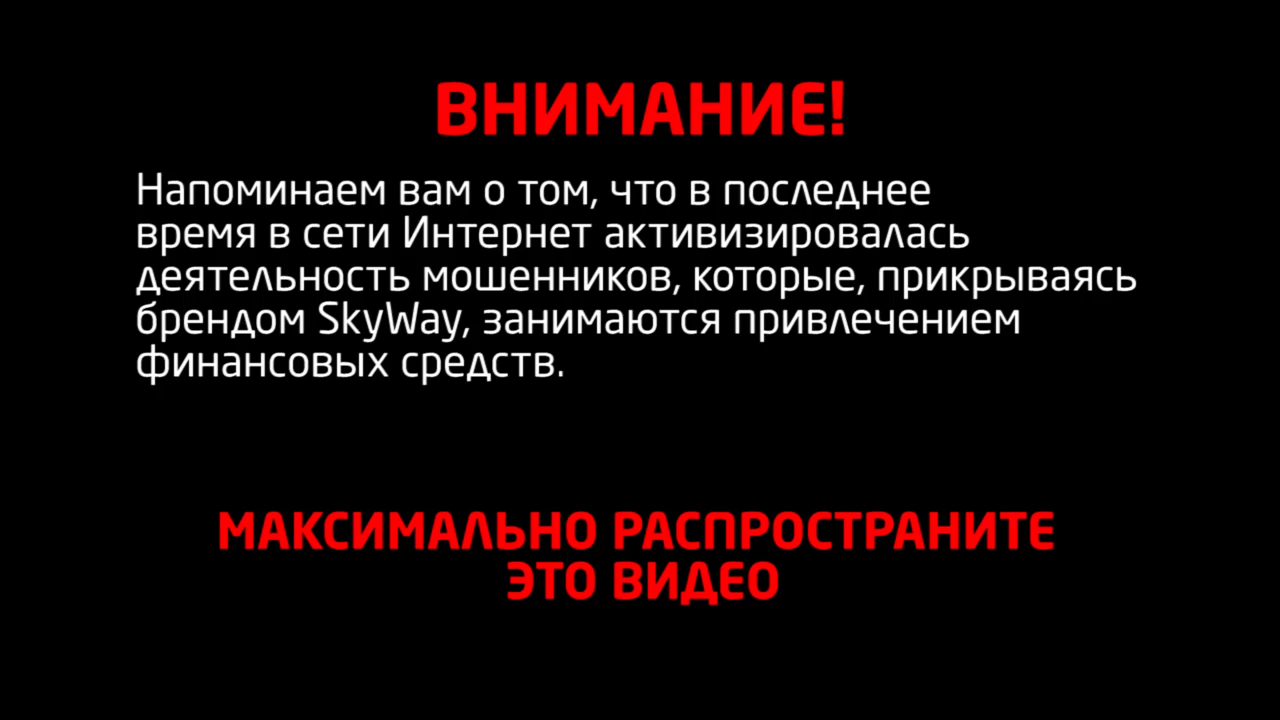 ВНИМАНИЕ!
Напоминаем вам о том, что в последнее
время в сети Интернет активизировалась
деятельность мошенников, которые, прикрываясь
брендом SkyWay, занимаются привлечением
финансовых средств.
МАКСИМАЛЬНО РАСПРОСТРАНИТЕ
ЭТО ВИДЕО